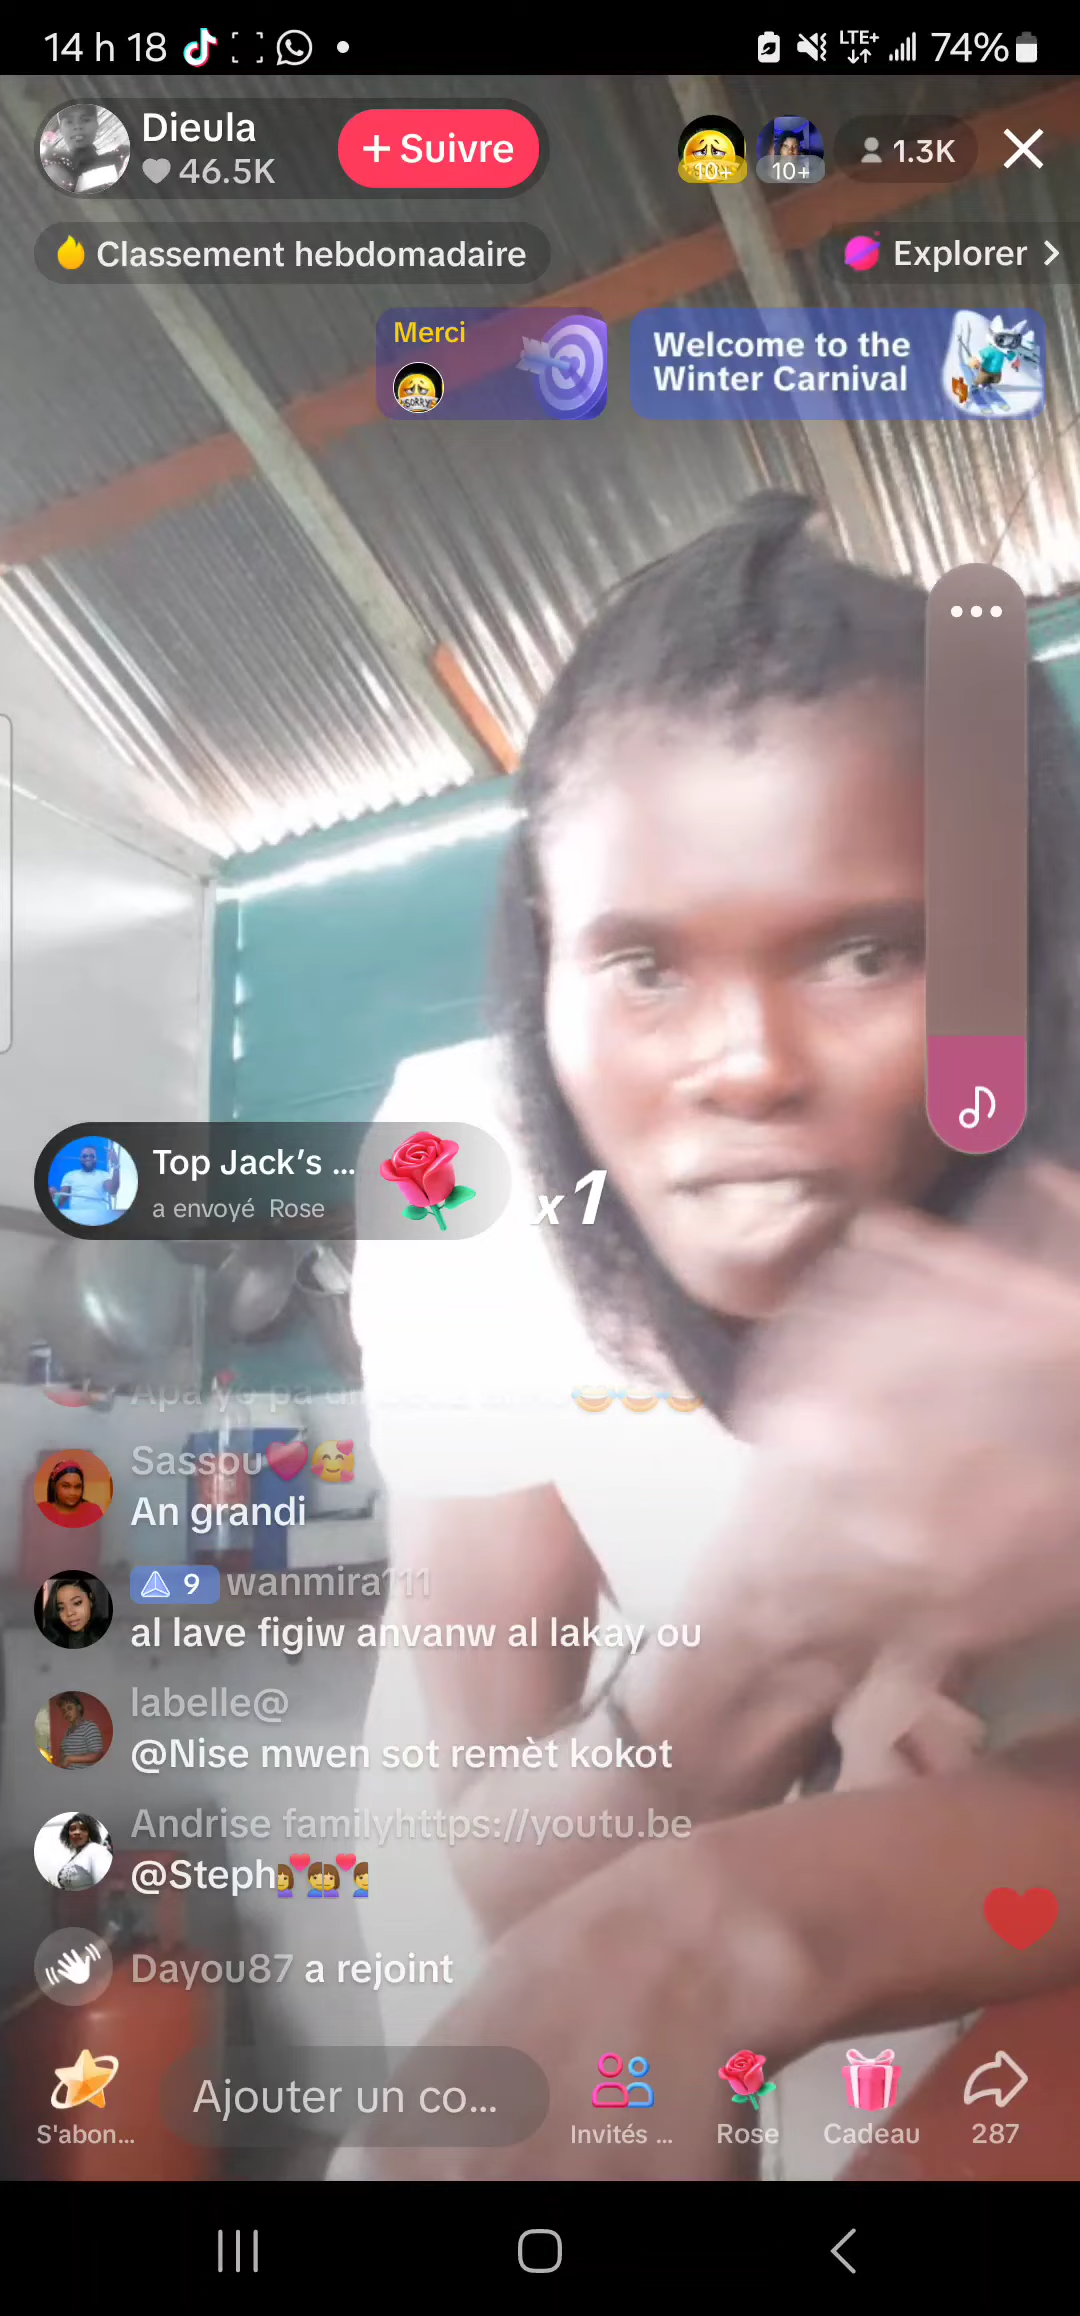 14 h 18
LTE+
74%
Dieula
46.5K
+ Suivre
10+
10+
1.3K
Classement hebdomadaire
Explorer
Merci
SORRY
Welcome to the
Winter Carnival
Top Jack's ...
a envoyé Rose
x1
Apa yo pa
Sassou
An grandi
9 wanmira111
al lave figiw anvanw al lakay ou
labelle@
@Nise mwen sot remèt kokot
Andrise familyhttps://youtu.be
@Steph
Dayou87 a rejoint
S'abon...
Ajouter un co...
Invités ...
Rose
Cadeau
287